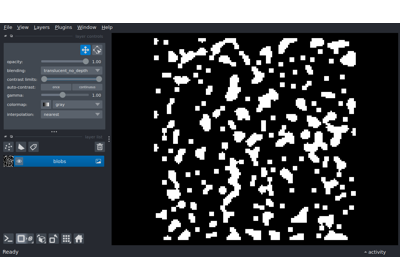 File View Layers Plugins Window Help
opacity: 1.00
blending: translucent_no_depth
contrast limits:
auto-contrast: once continuous
gamma: 1.00
colormap: gray
interpolation: nearest
blobs
Ready
activity